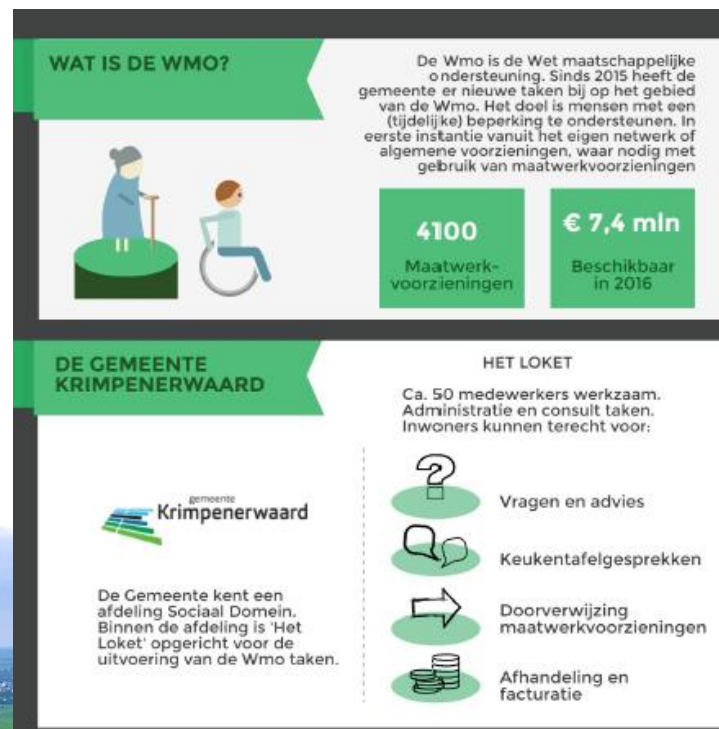 WAT IS DE WMO?
De Wmo is de Wet maatschappelijke
ondersteuning. Sinds 2015 heeft de
gemeente er nieuwe taken bij op het gebied
van de Wmo. Het doel is mensen met een
(tijdelijke) beperking te ondersteunen. In
eerste instantie vanuit het eigen netwerk of
algemene voorzieningen, waar nodig met
gebruik van maatwerkvoorzieningen
4100
Maatwerk-
voorzieningen
€ 7,4 mln
Beschikbaar
in 2016
DE GEMEENTE
KRIMPENERWAARD
gemeente
Krimpenerwaard
De Gemeente kent een
afdeling Sociaal Domein.
Binnen de afdeling is 'Het
Loket' opgericht voor de
uitvoering van de Wmo taken.
HET LOKET
Ca. 50 medewerkers werkzaam.
Administratie en consult taken.
Inwoners kunnen terecht voor:
Vragen en advies
Keukentafelgesprekken
Doorverwijzing
maatwerkvoorzieningen
Afhandeling en
facturatie